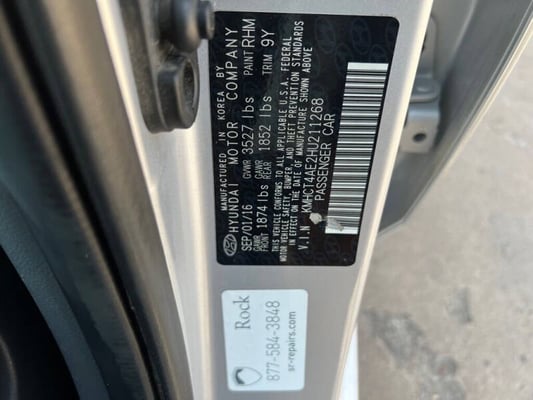 MANUFACTURED IN KOREA BY
HYUNDAI MOTOR COMPANY
SEP/01/16 GVWR 3527 lbs PAINT RHM
GAWR FRONT 1874 lbs GAWR REAR 1852 lbs TRIM 9Y
THIS VEHICLE CONFORMS TO ALL APPLICABLE U.S.A. FEDERAL
MOTOR VEHICLE SAFETY, BUMPER, AND THEFT PREVENTION STANDARDS
IN EFFECT ON THE DATE OF MANUFACTURE SHOWN ABOVE
V.I.N KMHCT4AE2HU211268
PASSENGER CAR
Rock
877-584-3848
sr-repairs.com